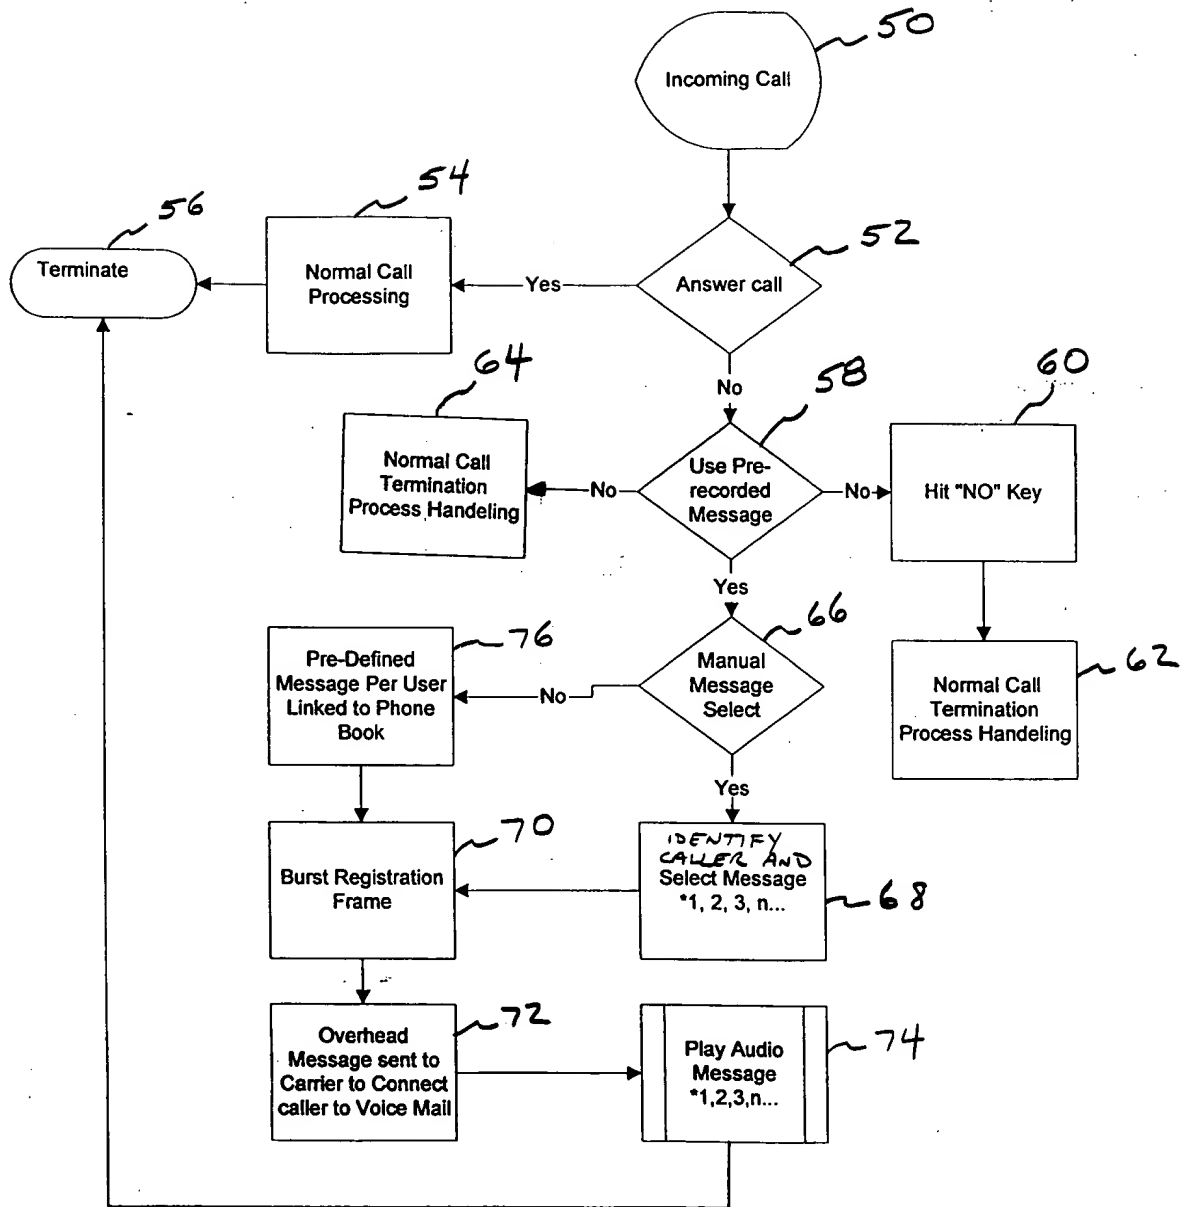 50
Incoming Call
54
56
52
Terminate
Normal Call
Processing
Yes
Answer call
64
No
58
60
Normal Call
Termination
Process Handeling
No
Use Pre-
recorded
Message
No
Hit "NO" Key
Yes
76
66
62
Pre-Defined
Message Per User
Linked to Phone
Book
No
Manual
Message
Select
Normal Call
Termination
Process Handeling
Yes
70
Burst Registration
Frame
IDENTIFY
CALLER AND
Select Message
*1, 2, 3, n...
68
72
Overhead
Message sent to
Carrier to Connect
caller to Voice Mail
74
Play Audio
Message
*1,2,3,n...